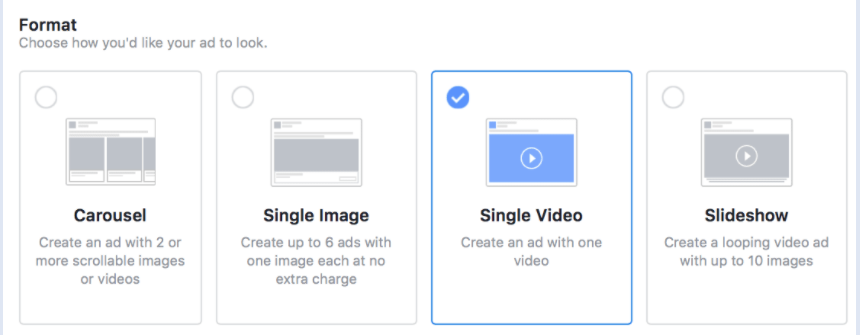 Format
Choose how you'd like your ad to look.
Carousel
Create an ad with 2 or
more scrollable images
or videos
Single Image
Create up to 6 ads with
one image each at no
extra charge
Single Video
Create an ad with one
video
Slideshow
Create a looping video ad
with up to 10 images